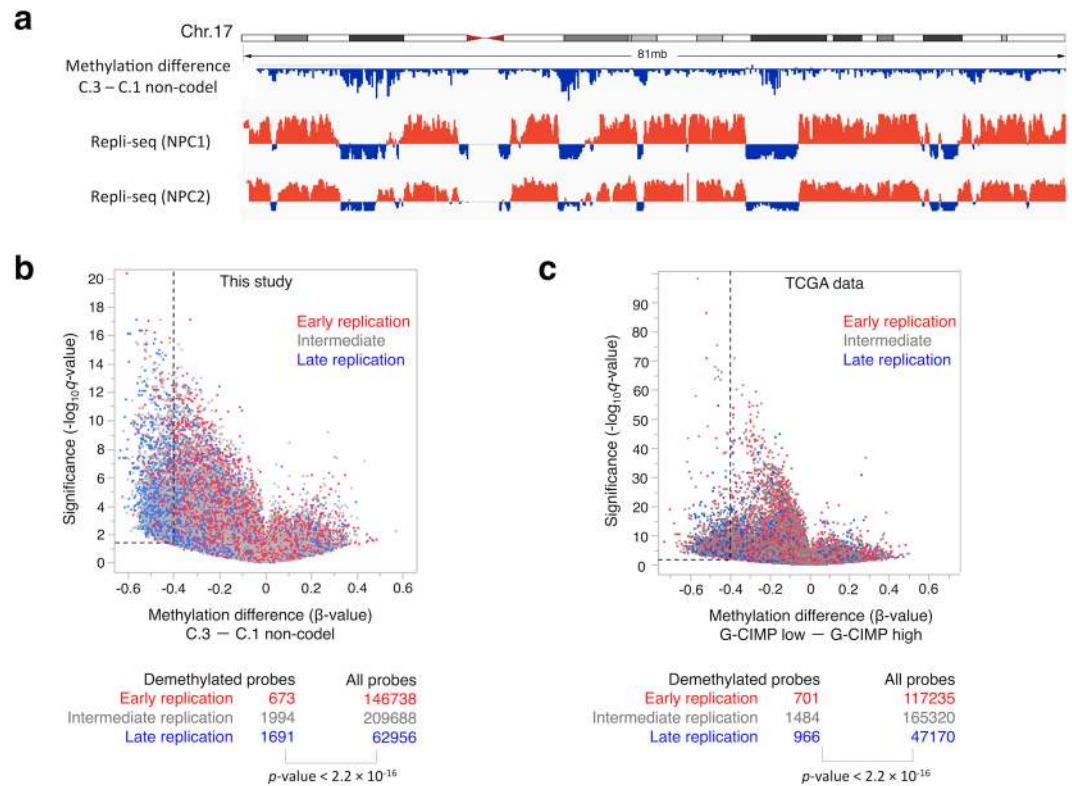 a
Chr.17
81mb
Methylation difference
C.3 – C.1 non-codel
Repli-seq (NPC1)
Repli-seq (NPC2)
b
This study
Early replication
Intermediate
Late replication
Significance (-log10q-value)
20
18
16
14
12
10
8
6
4
2
0
-0.6 -0.4 -0.2 0 0.2 0.4 0.6
Methylation difference (β-value)
C.3 – C.1 non-codel
Demethylated probes All probes
Early replication 673 146738
Intermediate replication 1994 209688
Late replication 1691 62956
p-value < 2.2 × 10-16
c
TCGA data
Early replication
Intermediate
Late replication
Significance (-log10q-value)
90
80
70
60
50
40
30
20
10
0
-0.6 -0.4 -0.2 0 0.2 0.4 0.6
Methylation difference (β-value)
G-CIMP low – G-CIMP high
Demethylated probes All probes
Early replication 701 117235
Intermediate replication 1484 165320
Late replication 966 47170
p-value < 2.2 × 10-16